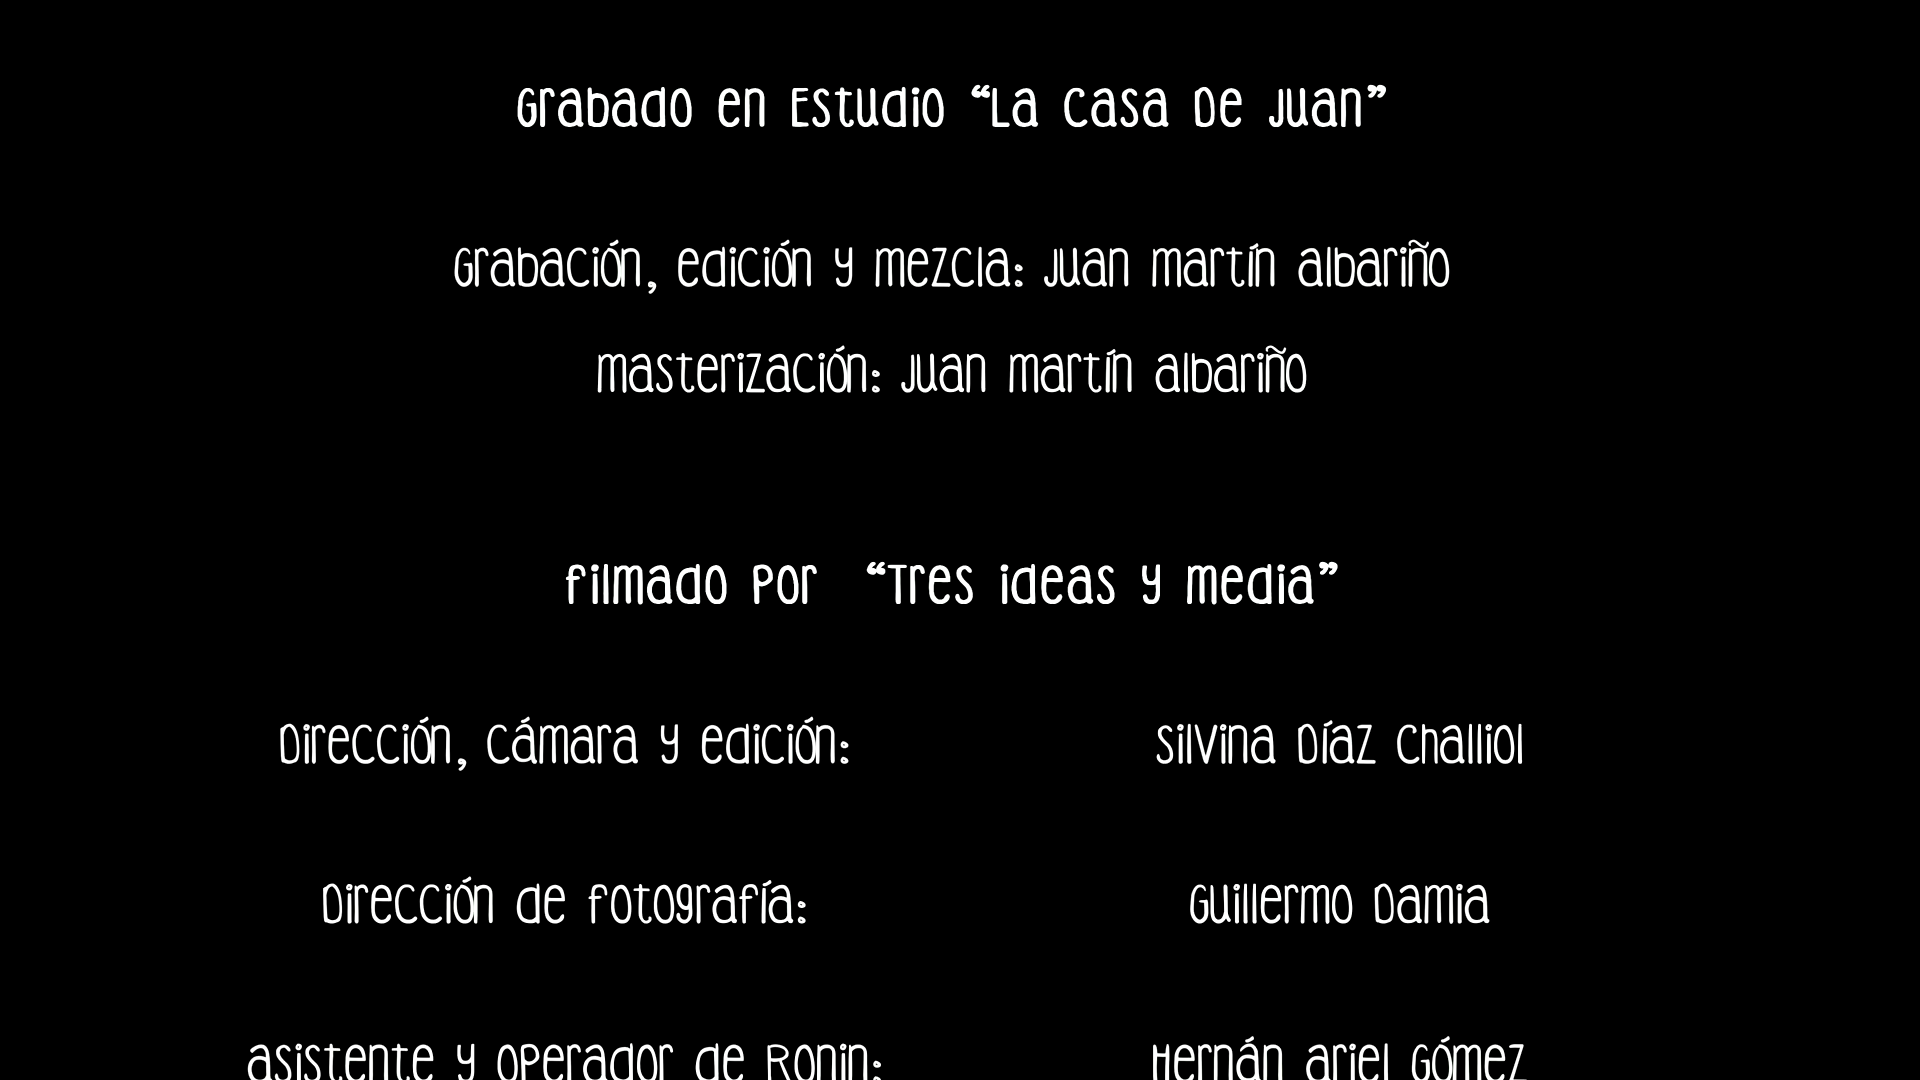 Grabado en Estudio “La Casa De Juan”
Grabación, edición y mezcla: Juan martín albariño
masterización: Juan martín albariño
filmado Por “Tres ideas y media”
Dirección, Cámara y edición: Silvina Díaz Challiol
Dirección de fotografía: Guillermo Damia
asistente y operador de Ronin: Hernán ariel Gómez